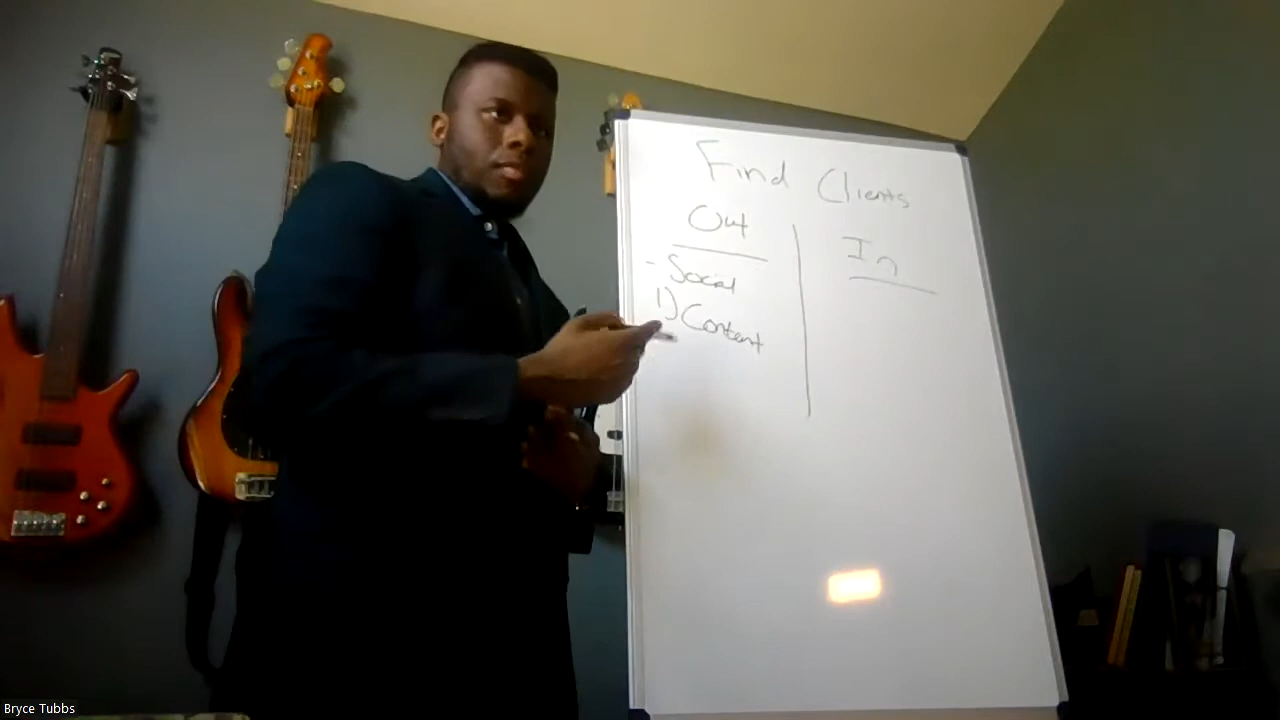 Find Clients
Out
- Social
1) Content
In
Bryce Tubbs